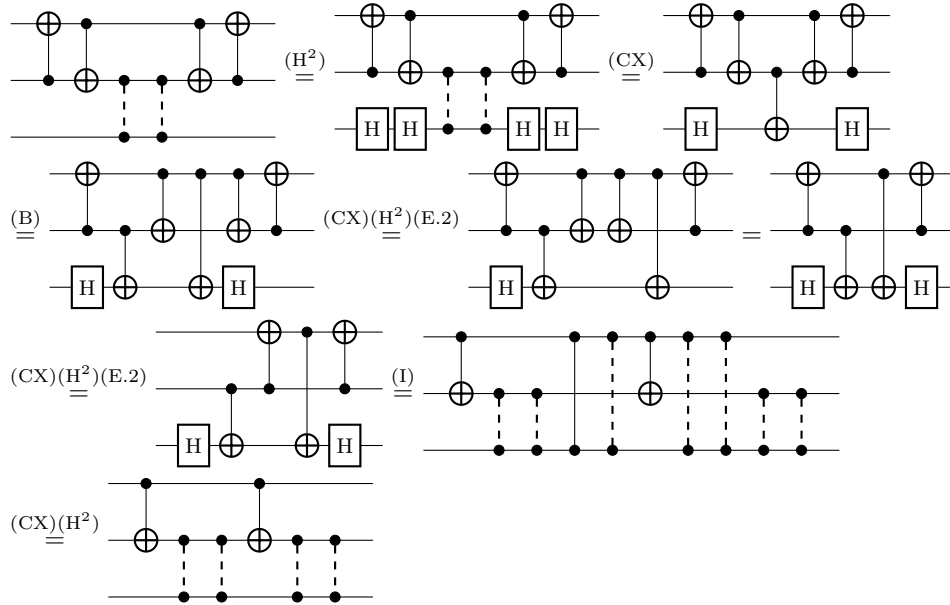 (H²) = (CX) =
H H H H H H
(B) = (CX)(H²)(E.2) = =
H H H H H
(CX)(H²)(E.2) = (I) =
H H
(CX)(H²) =